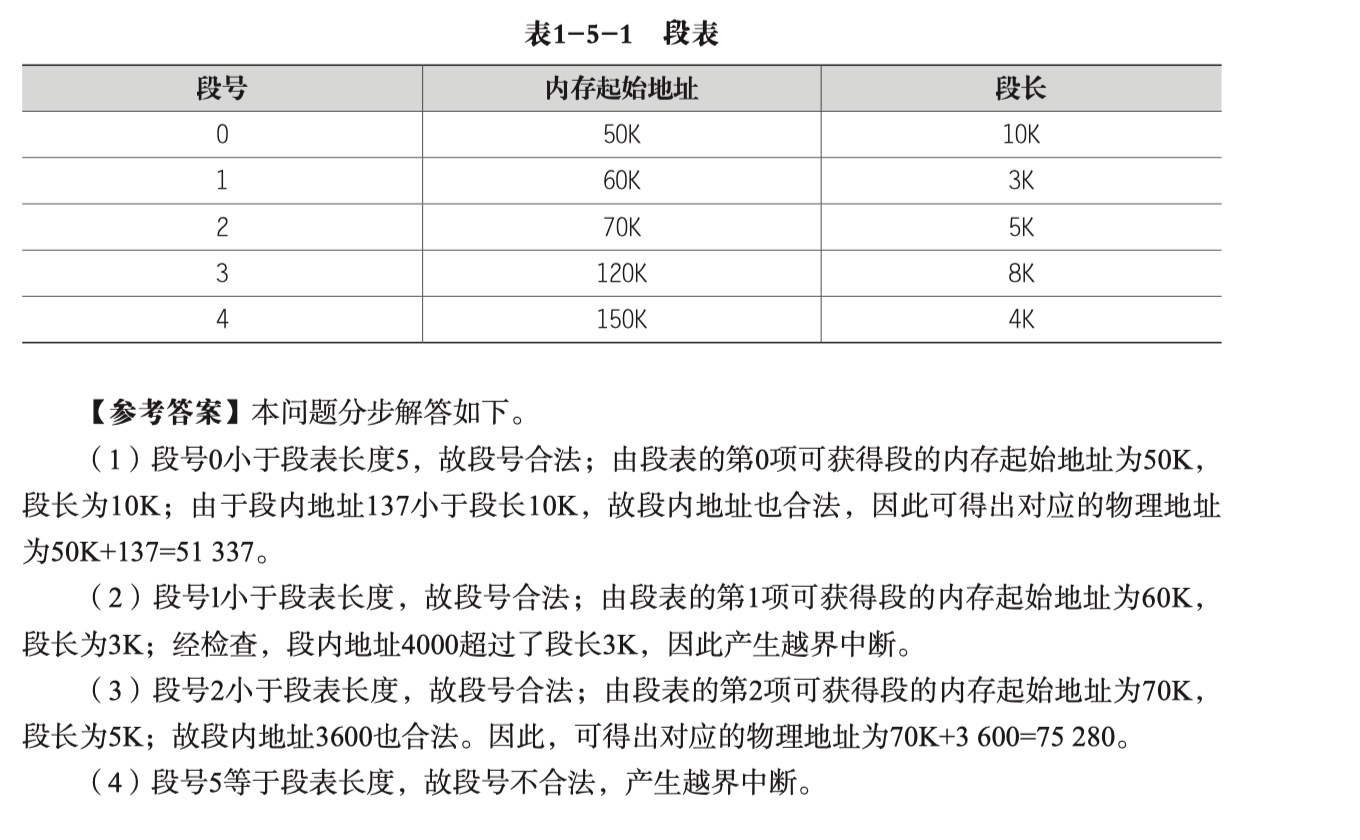 表1-5-1 段表
段号 内存起始地址 段长
0 50K 10K
1 60K 3K
2 70K 5K
3 120K 8K
4 150K 4K
【参考答案】本问题分步解答如下。
（1）段号0小于段表长度5，故段号合法；由段表的第0项可获得段的内存起始地址为50K，
段长为10K；由于段内地址137小于段长10K，故段内地址也合法，因此可得出对应的物理地址
为50K+137=51 337。
（2）段号1小于段表长度，故段号合法；由段表的第1项可获得段的内存起始地址为60K，
段长为3K；经检查，段内地址4000超过了段长3K，因此产生越界中断。
（3）段号2小于段表长度，故段号合法；由段表的第2项可获得段的内存起始地址为70K，
段长为5K；故段内地址3600也合法。因此，可得出对应的物理地址为70K+3 600=75 280。
（4）段号5等于段表长度，故段号不合法，产生越界中断。